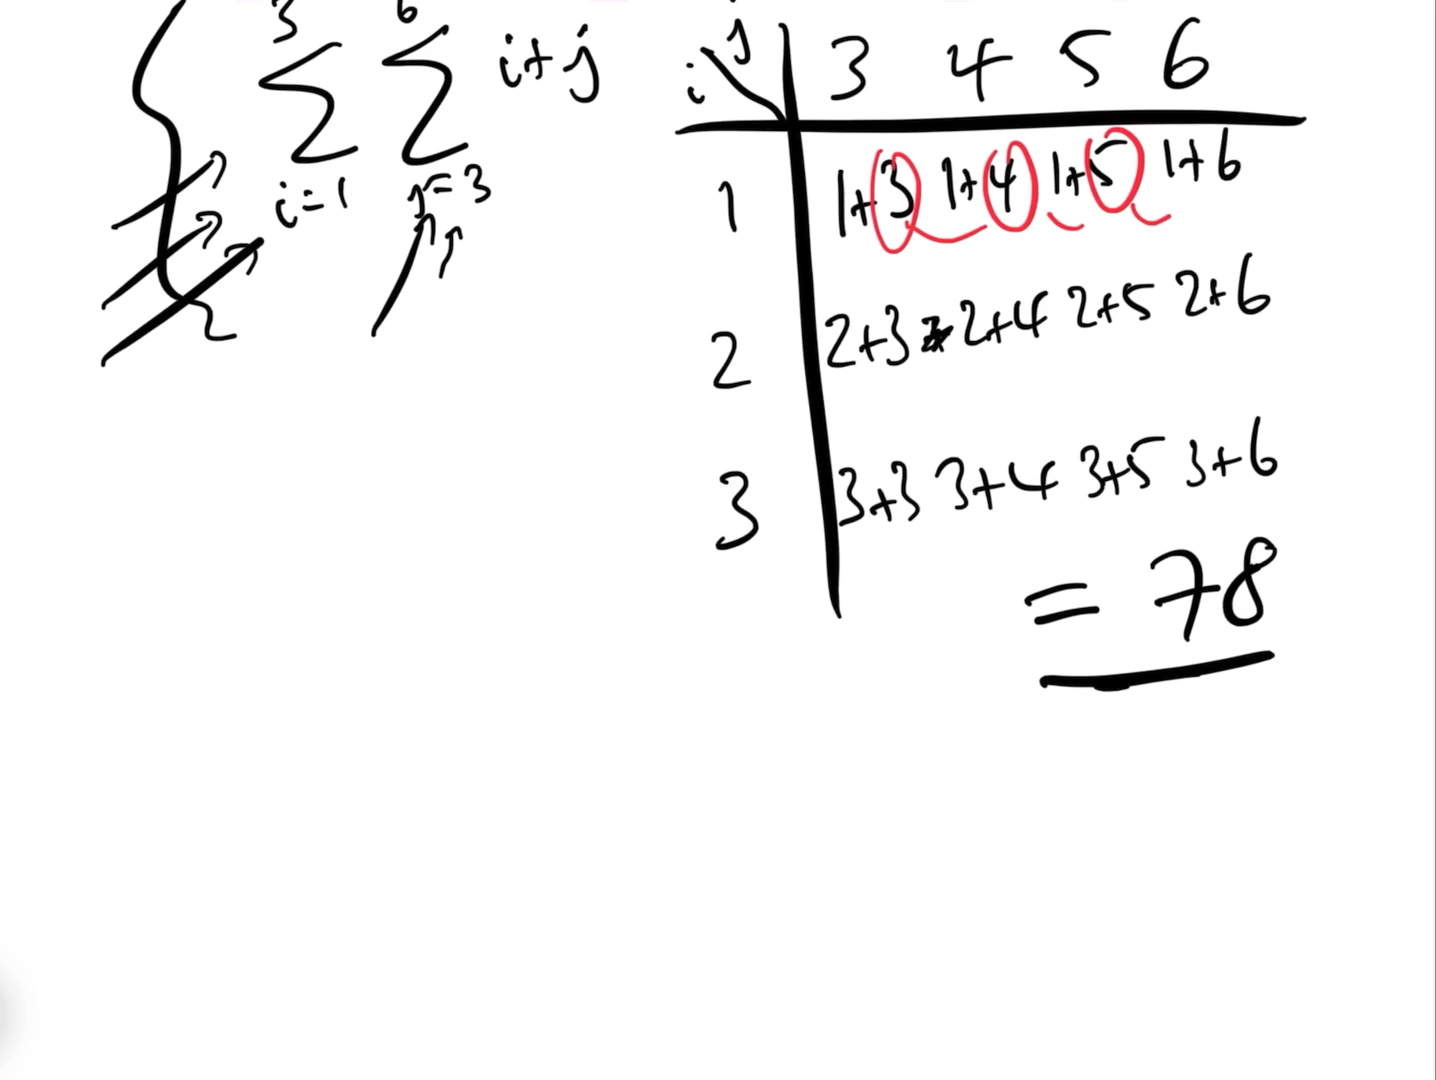 3 6
∑ ∑ i+j
i=1 j=3
i j 3 4 5 6
1 1+3 1+4 1+5 1+6
2 2+3 2+4 2+5 2+6
3 3+3 3+4 3+5 3+6
= 78